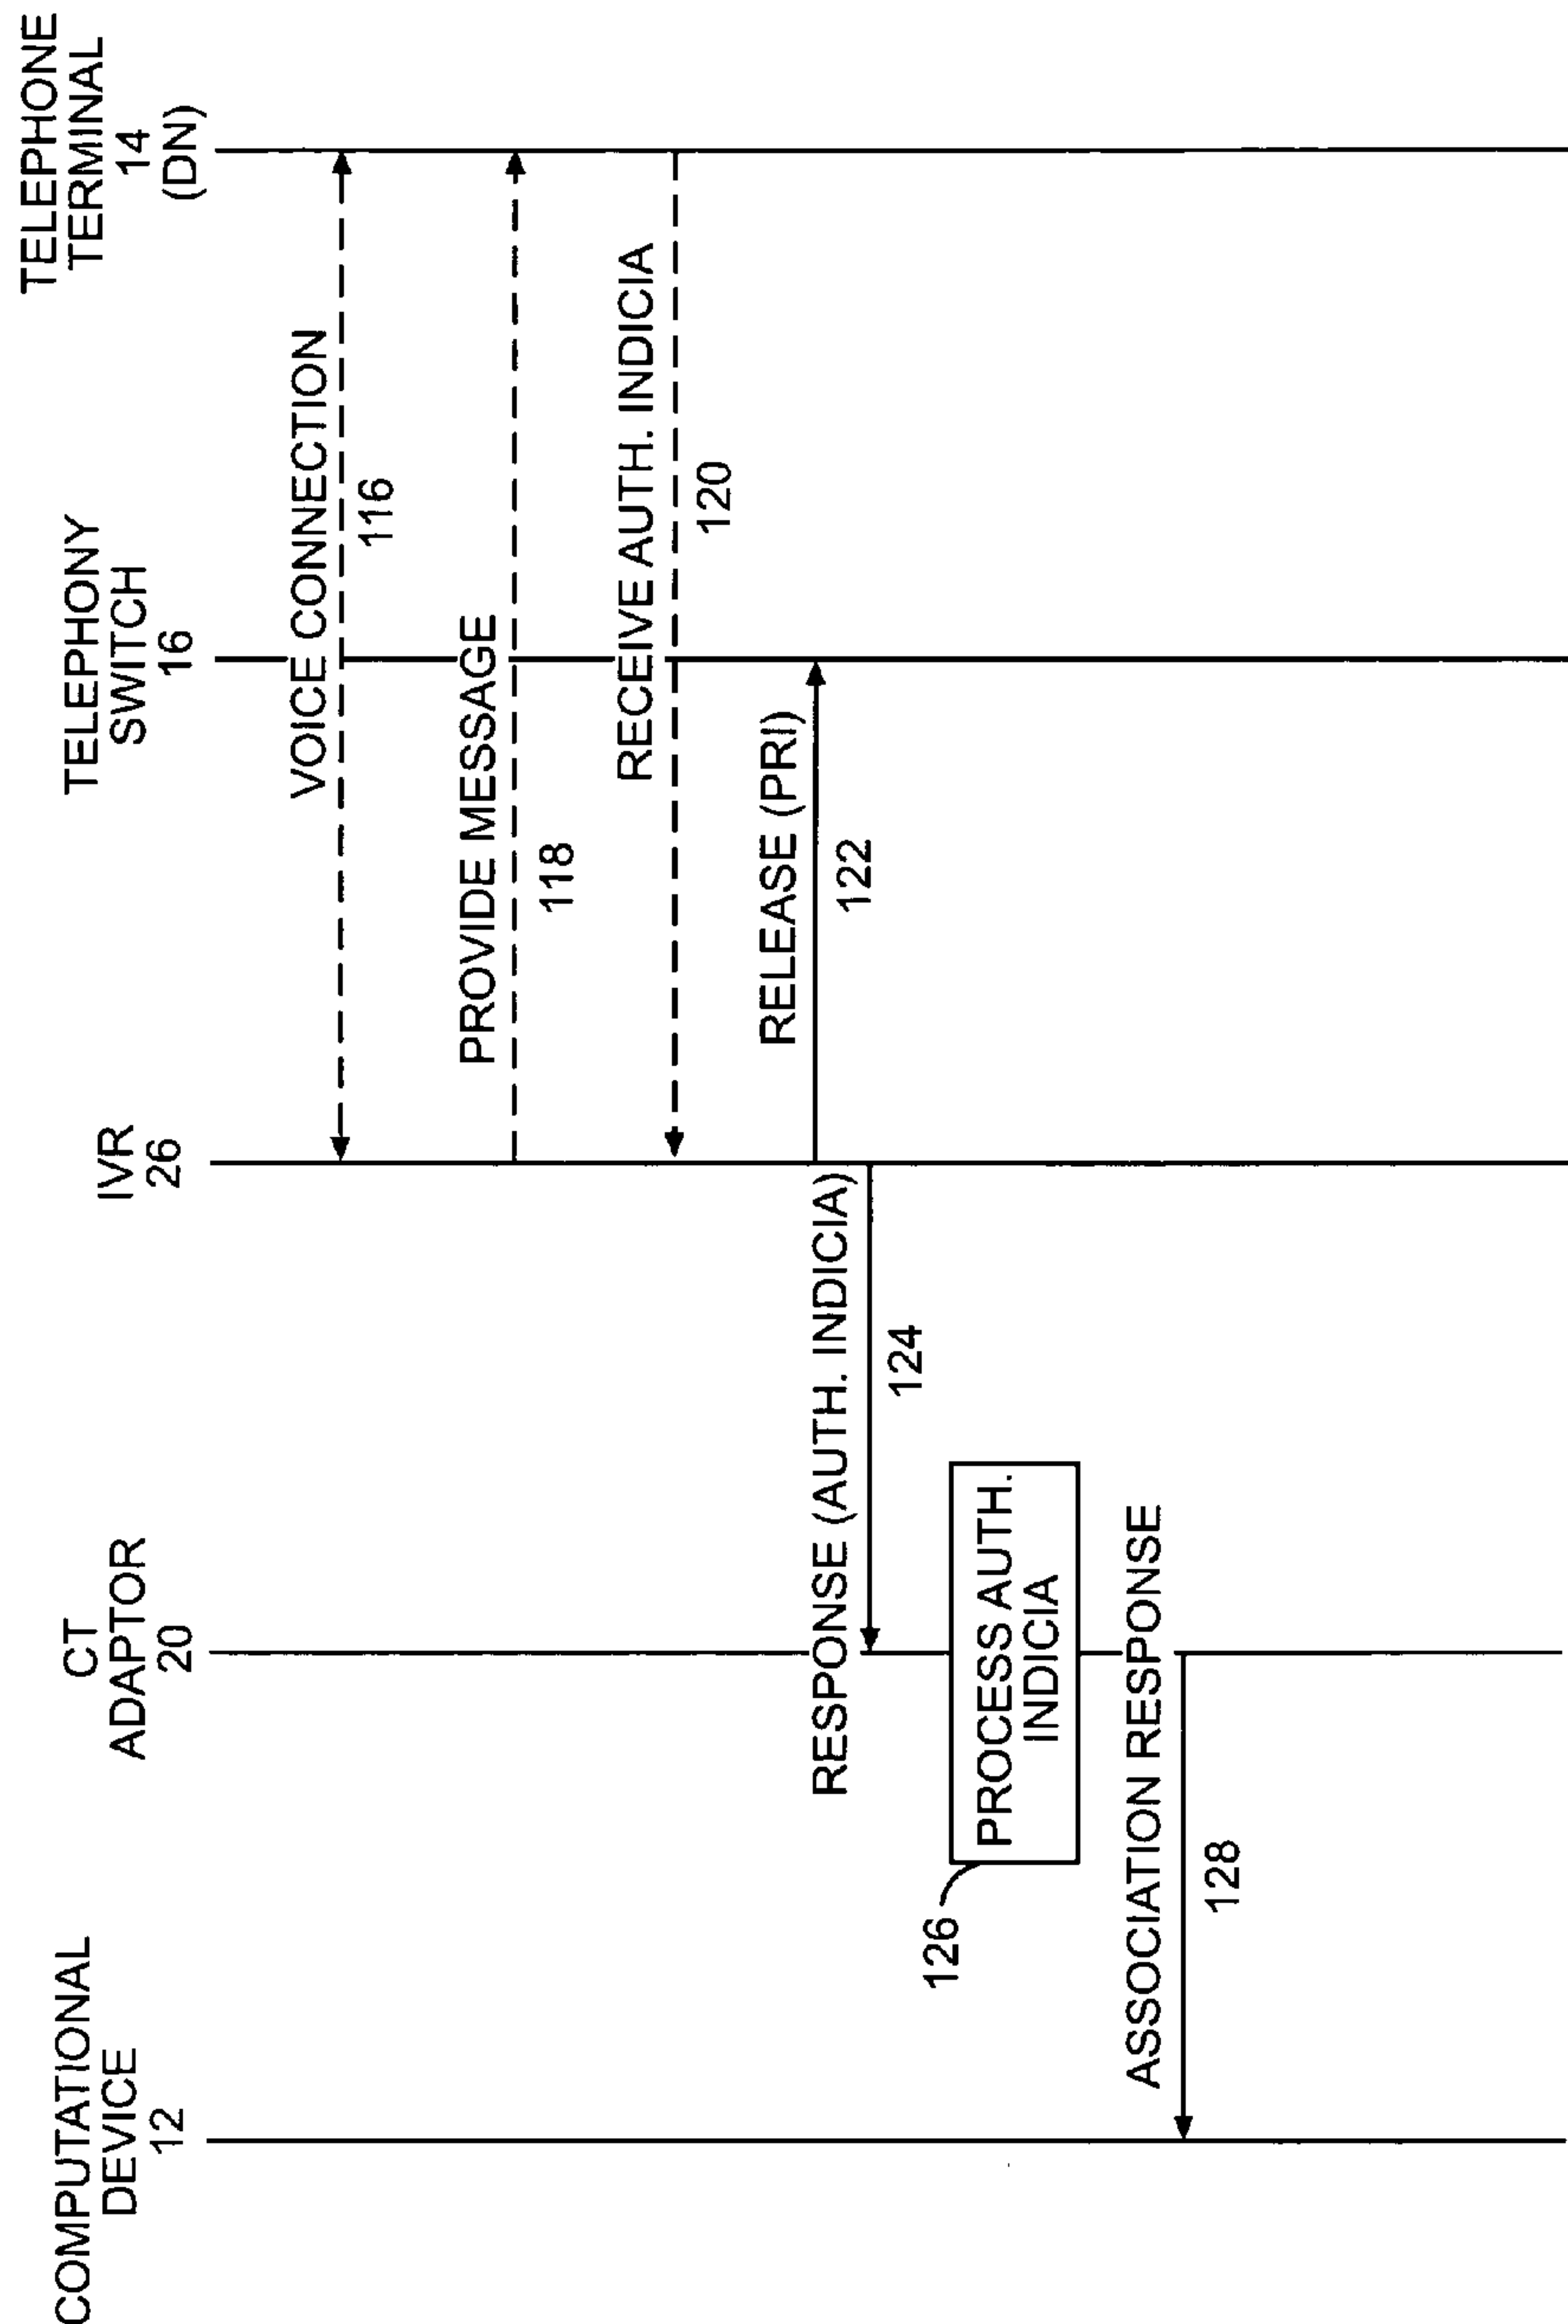 COMPUTATIONAL
DEVICE
12
CT
ADAPTOR
20
IVR
26
TELEPHONY
SWITCH
16
TELEPHONE
TERMINAL
14
(DN)
VOICE CONNECTION
116
PROVIDE MESSAGE
118
RECEIVE AUTH. INDICIA
120
RELEASE (PRI)
122
RESPONSE (AUTH. INDICIA)
124
126
PROCESS AUTH.
INDICIA
ASSOCIATION RESPONSE
128